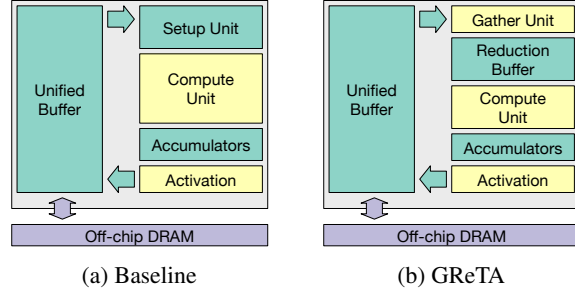 Unified
Buffer
Setup Unit
Compute
Unit
Accumulators
Activation
Off-chip DRAM
(a) Baseline
Unified
Buffer
Gather Unit
Reduction
Buffer
Compute
Unit
Accumulators
Activation
Off-chip DRAM
(b) GReTA